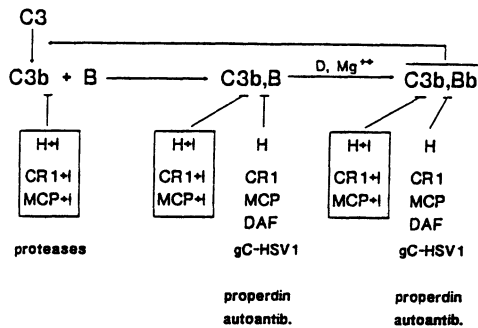 C3
C3b + B C3b,B D, Mg++ C3b,Bb
H+I H+I H H+I H
CR1+I CR1+I CR1 CR1+I CR1
MCP+I MCP+I MCP MCP+I MCP
DAF DAF
proteases gC-HSV1 gC-HSV1
properdin properdin
autoantib. autoantib.